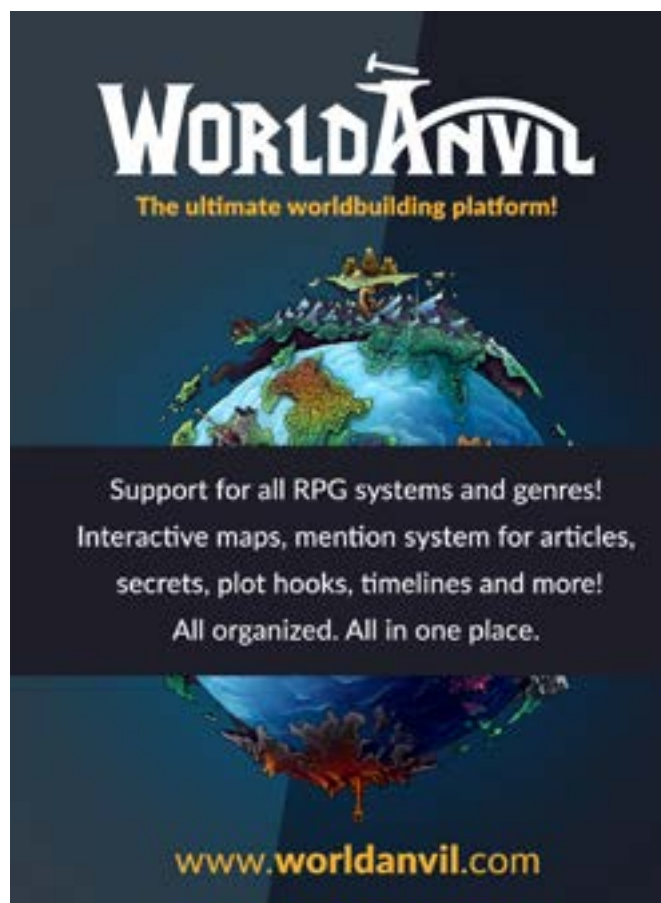 WORLDANVIL
The ultimate worldbuilding platform!
Support for all RPG systems and genres!
Interactive maps, mention system for articles,
secrets, plot hooks, timelines and more!
All organized. All in one place.
www.worldanvil.com